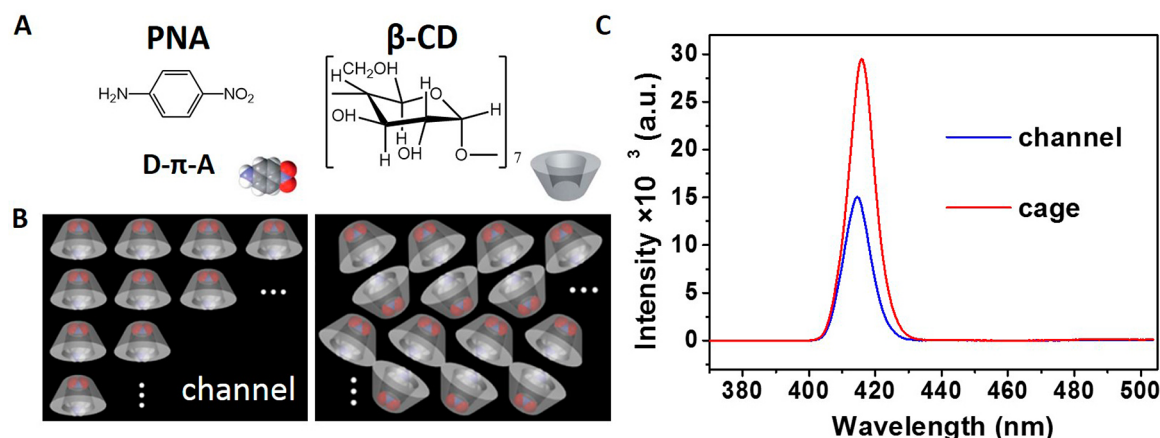 A
PNA
H₂N
NO₂
D-π-A
β-CD
CH₂OH
H
H
O
H
OH
H
H
OH
O
7
B
channel
C
Intensity ×10 ³ (a.u.)
30
25
20
15
10
5
0
channel
cage
380
400
420
440
460
480
500
Wavelength (nm)